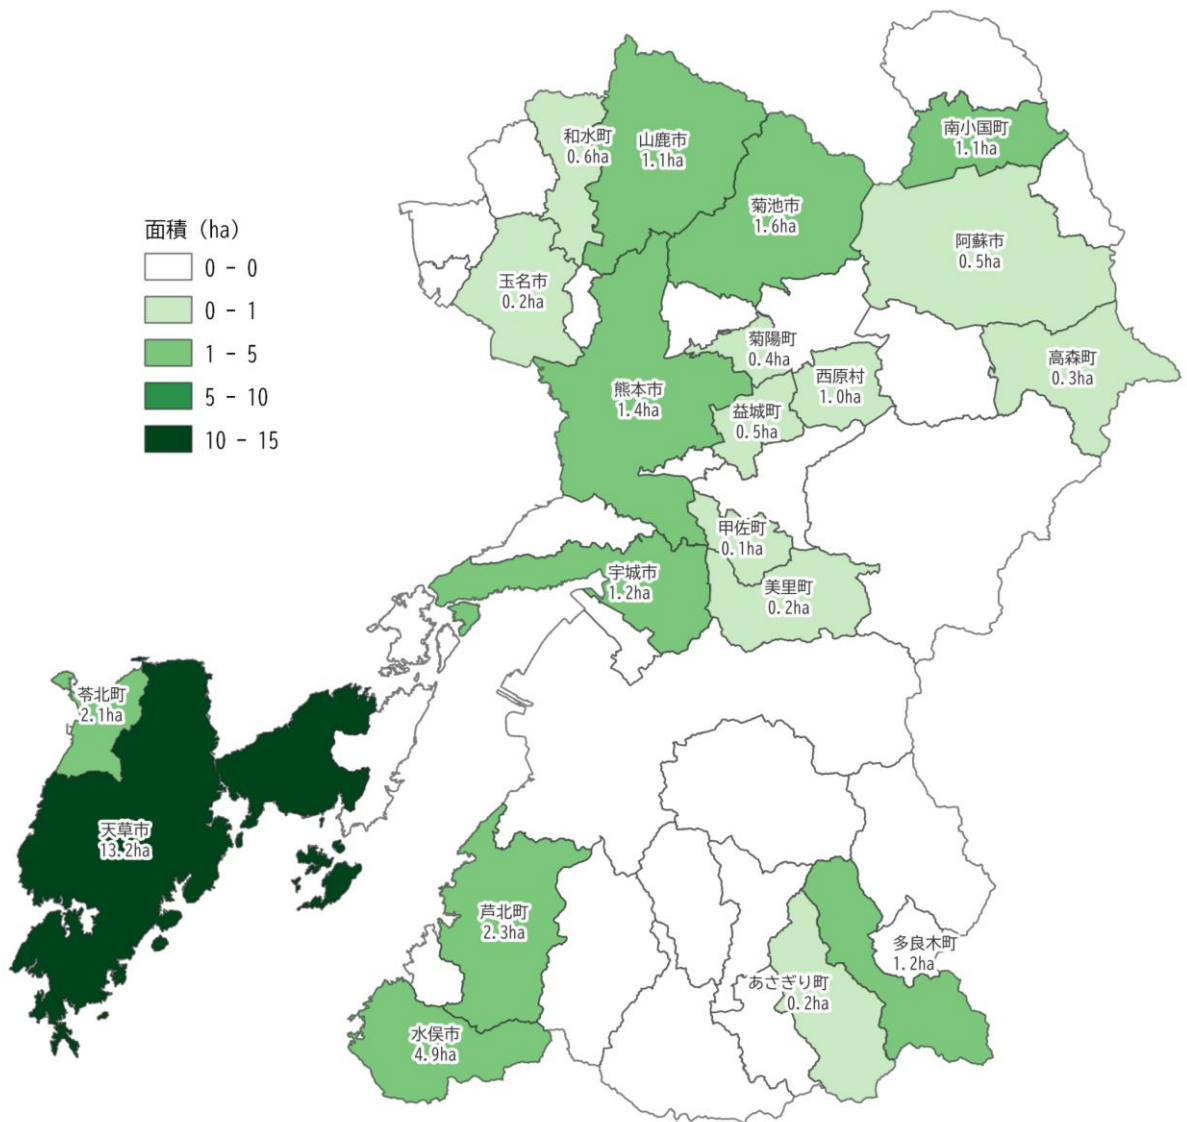 和水町
0.6ha
山鹿市
1.1ha
南小国町
1.1ha
菊池市
1.6ha
阿蘇市
0.5ha
面積（ha）
0 - 0
0 - 1
1 - 5
5 - 10
10 - 15
玉名市
0.2ha
菊陽町
0.4ha
高森町
0.3ha
西原村
1.0ha
熊本市
1.4ha
益城町
0.5ha
甲佐町
0.1ha
宇城市
1.2ha
美里町
0.2ha
苓北町
2.1ha
天草市
13.2ha
芦北町
2.3ha
多良木町
1.2ha
あさぎり町
0.2ha
水俣市
4.9ha